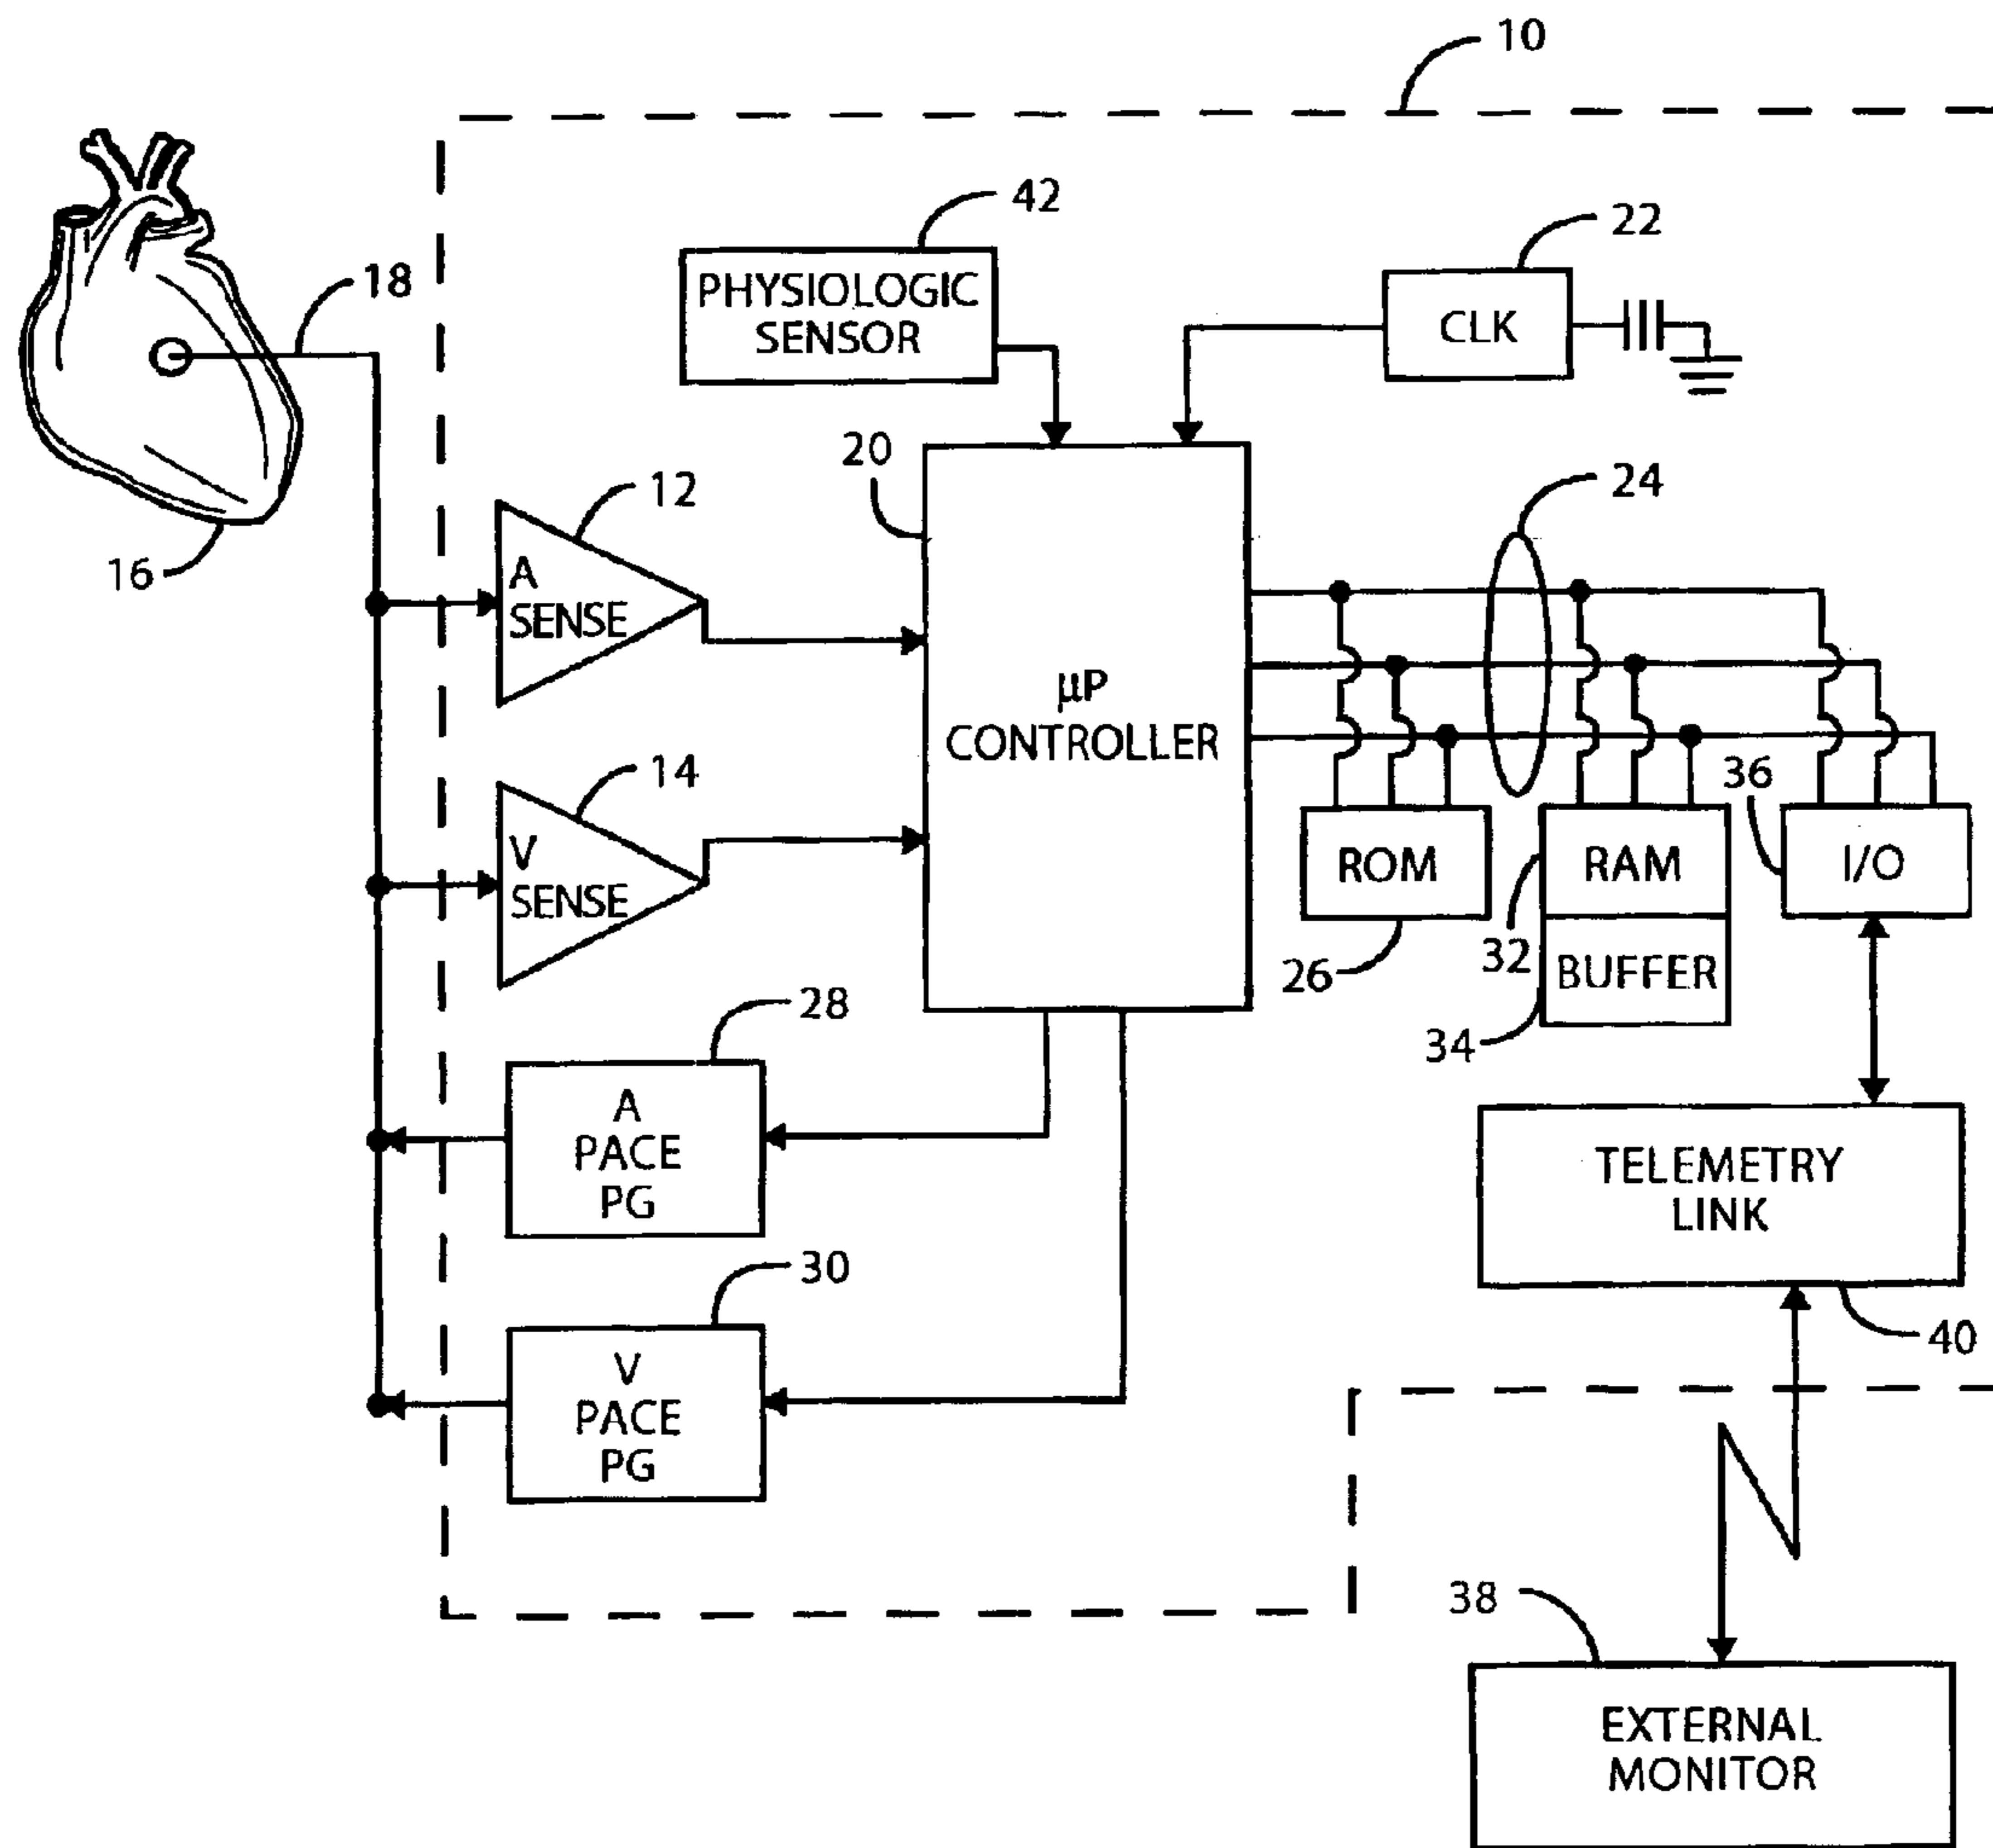 10
42
22
18
PHYSIOLOGIC
SENSOR
CLK
20
12
24
16
A
SENSE
µP
CONTROLLER
14
36
V
SENSE
ROM
RAM
I/O
32
26
BUFFER
34
28
A
PACE
PG
TELEMETRY
LINK
30
40
V
PACE
PG
38
EXTERNAL
MONITOR